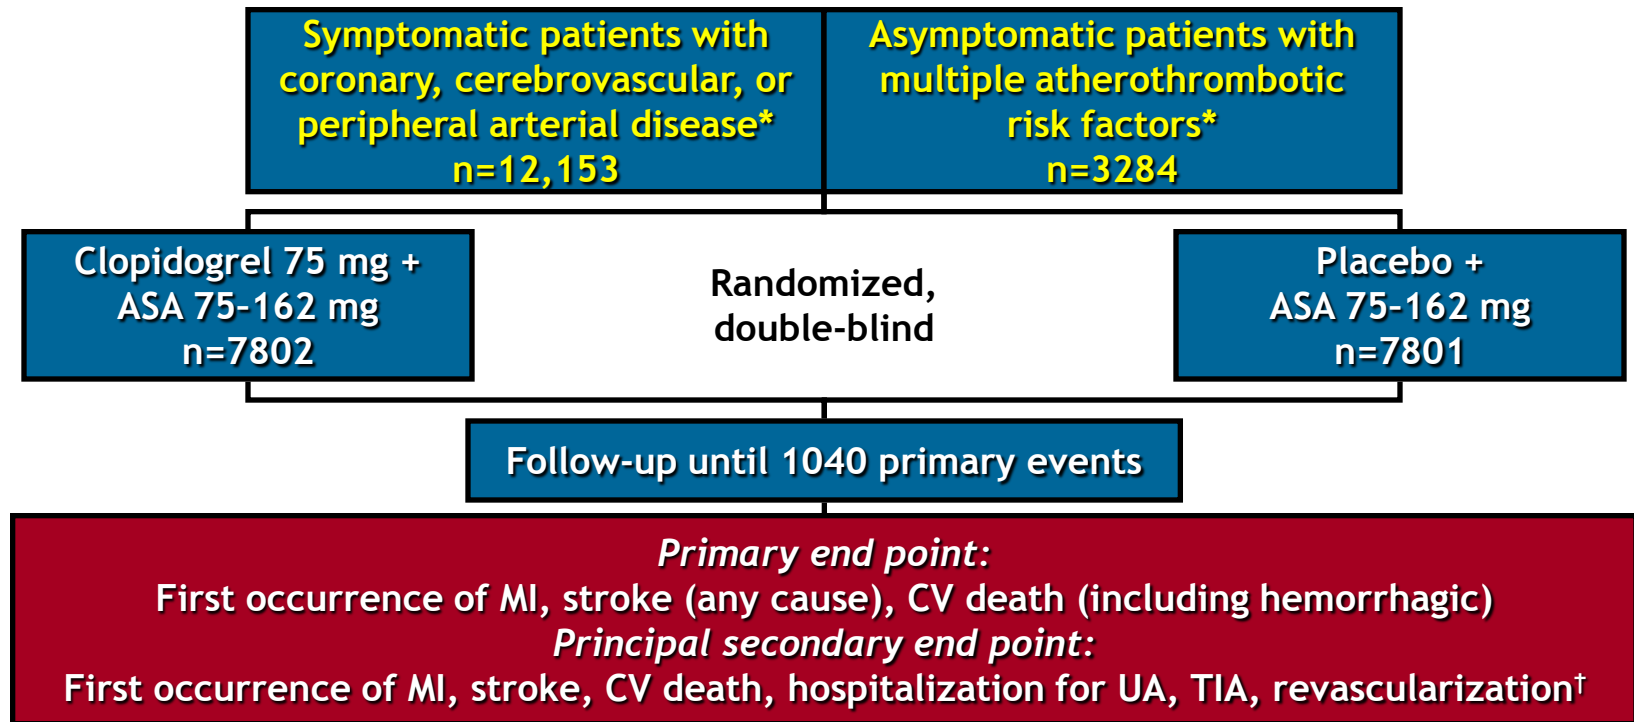 Symptomatic patients with
coronary, cerebrovascular, or
peripheral arterial disease*
n=12,153
Asymptomatic patients with
multiple atherothrombotic
risk factors*
n=3284
Clopidogrel 75 mg +
ASA 75–162 mg
n=7802
Randomized,
double-blind
Placebo +
ASA 75–162 mg
n=7801
Follow-up until 1040 primary events
Primary end point:
First occurrence of MI, stroke (any cause), CV death (including hemorrhagic)
Principal secondary end point:
First occurrence of MI, stroke, CV death, hospitalization for UA, TIA, revascularization†